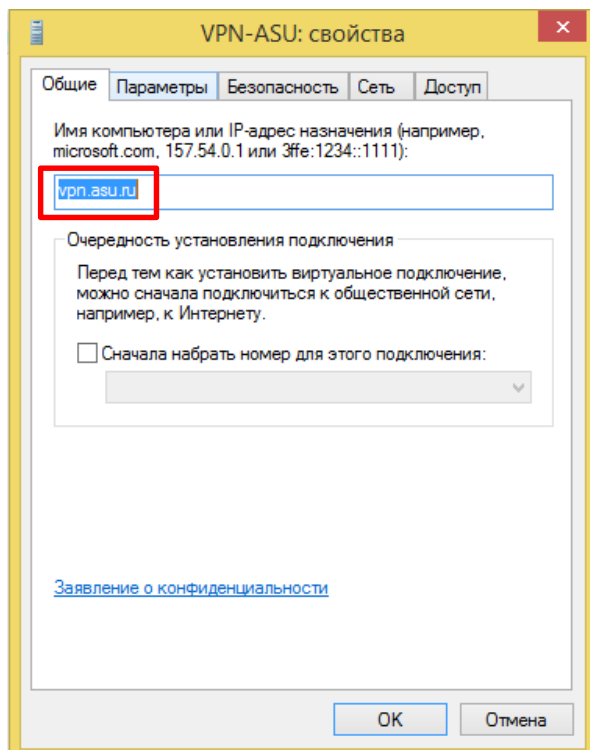 VPN-ASU: свойства
Общие Параметры Безопасность Сеть Доступ
Имя компьютера или IP-адрес назначения (например,
microsoft.com, 157.54.0.1 или 3ffe:1234::1111):
vpn.asu.ru
Очередность установления подключения
Перед тем как установить виртуальное подключение,
можно сначала подключиться к общественной сети,
например, к Интернету.
Сначала набрать номер для этого подключения:
Заявление о конфиденциальности
ОК Отмена